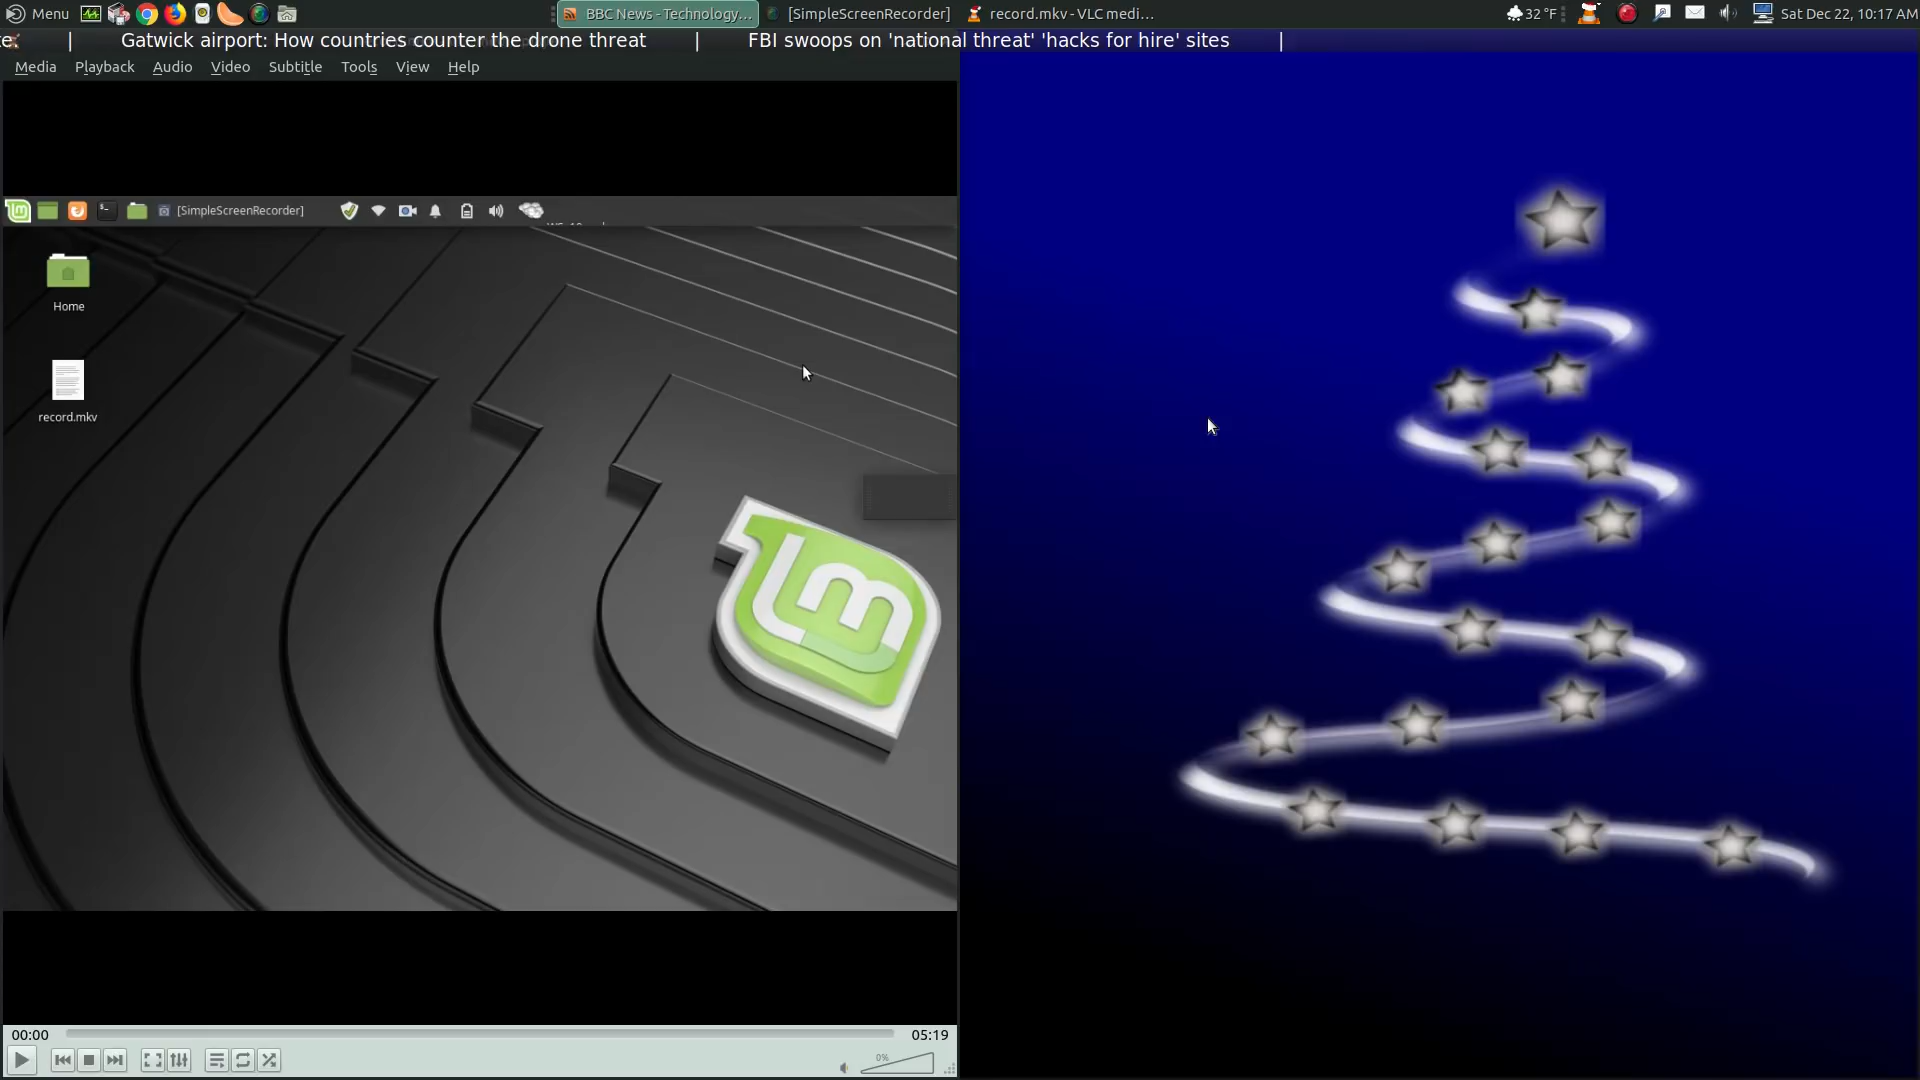 Menu
BBC News - Technology...
[SimpleScreenRecorder]
record.mkv - VLC medi...
32 °F
Sat Dec 22, 10:17 AM
| Gatwick airport: How countries counter the drone threat | FBI swoops on 'national threat' 'hacks for hire' sites |
Media Playback Audio Video Subtitle Tools View Help
[SimpleScreenRecorder]
Home
record.mkv
lm
00:00
05:19
0%